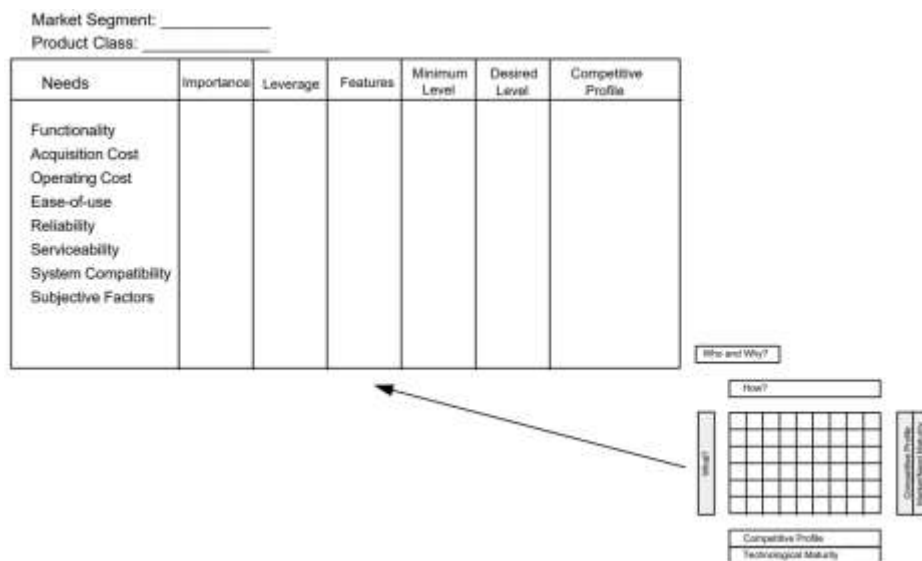 Market Segment: ____________
Product Class: ______________
Needs
Importance
Leverage
Features
Minimum
Level
Desired
Level
Competitive
Profile
Functionality
Acquisition Cost
Operating Cost
Ease-of-use
Reliability
Serviceability
System Compatibility
Subjective Factors
Who and Why?
How?
What?
Competitive Profile
Competitive Profile
Technological Maturity